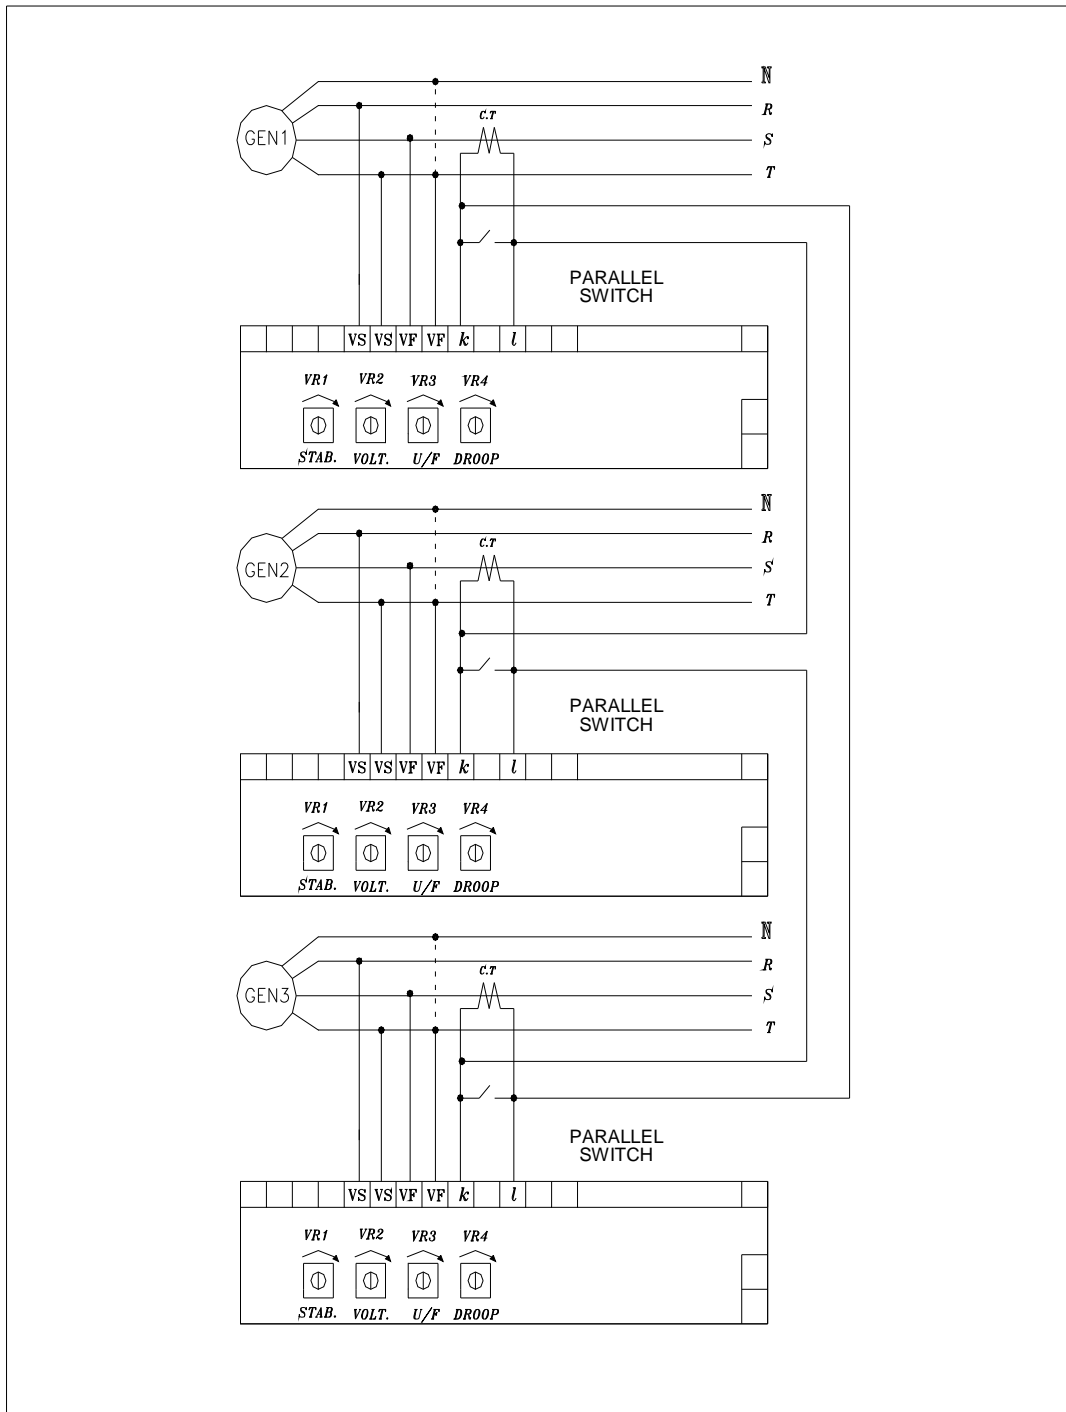 N
R
C.T
GEN1
S
T
PARALLEL
SWITCH
VS VS VF VF k l
VR1 VR2 VR3 VR4
STAB. VOLT. U/F DROOP
N
R
C.T
GEN2
S
T
PARALLEL
SWITCH
VS VS VF VF k l
VR1 VR2 VR3 VR4
STAB. VOLT. U/F DROOP
N
R
C.T
GEN3
S
T
PARALLEL
SWITCH
VS VS VF VF k l
VR1 VR2 VR3 VR4
STAB. VOLT. U/F DROOP